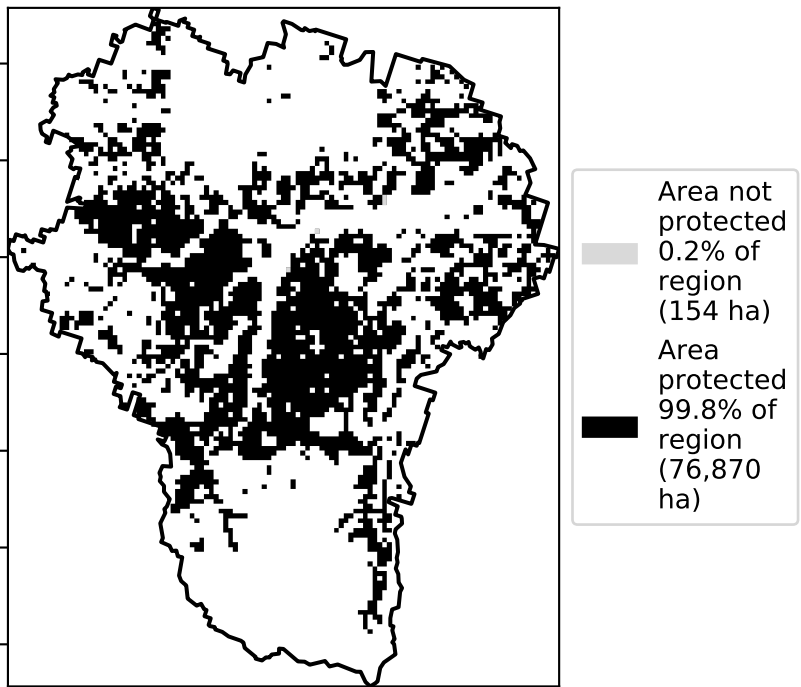 Area not
protected
0.2% of
region
(154 ha)
Area
protected
99.8% of
region
(76,870
ha)